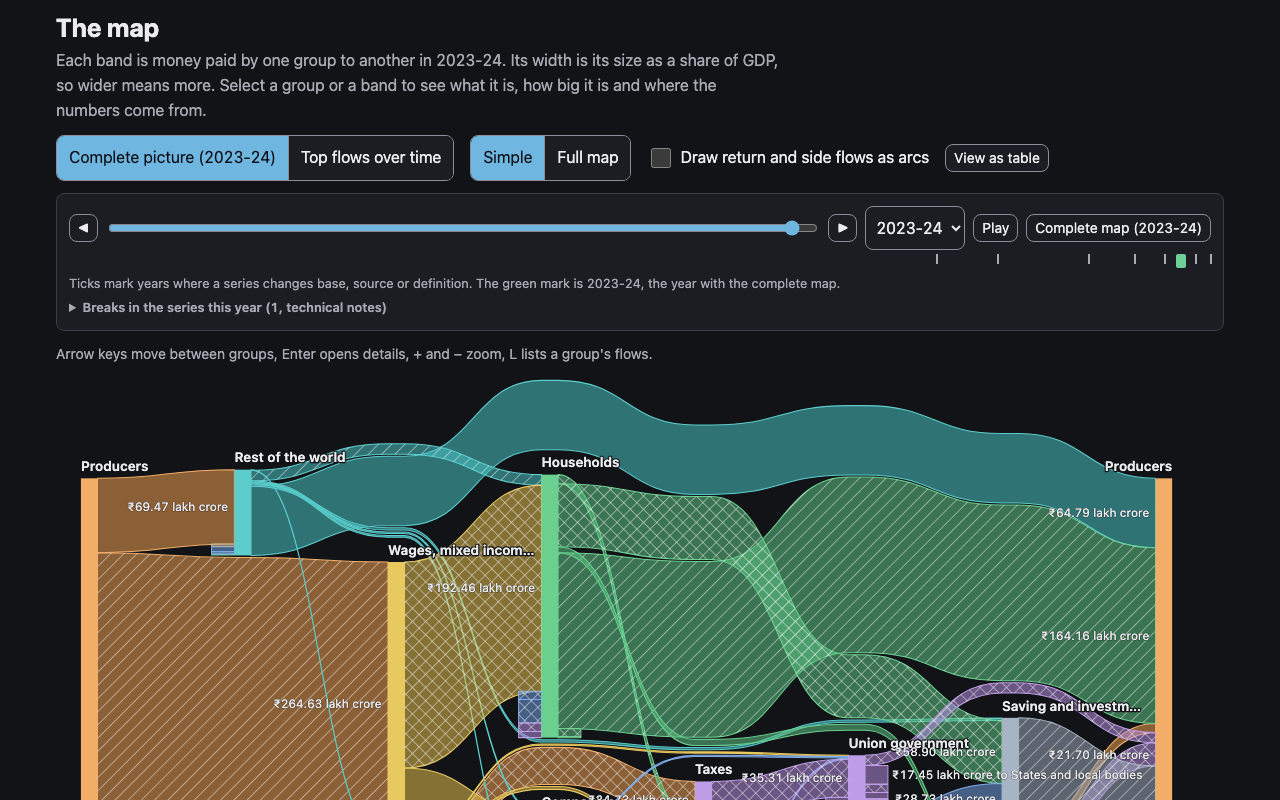 The map
Each band is money paid by one group to another in 2023-24. Its width is its size as a share of GDP,
so wider means more. Select a group or a band to see what it is, how big it is and where the
numbers come from.
Complete picture (2023-24)
Top flows over time
Simple
Full map
Draw return and side flows as arcs
View as table
◀
▶
2023-24
Play
Complete map (2023-24)
Ticks mark years where a series changes base, source or definition. The green mark is 2023-24, the year with the complete map.
▶ Breaks in the series this year (1, technical notes)
Arrow keys move between groups, Enter opens details, + and – zoom, L lists a group's flows.
Producers
Rest of the world
Households
Producers
₹69.47 lakh crore
₹64.79 lakh crore
Wages, mixed incom...
₹192.46 lakh crore
₹164.16 lakh crore
₹264.63 lakh crore
Saving and investm...
Union government
₹58.90 lakh crore
₹21.70 lakh crore
Taxes
₹35.31 lakh crore
₹17.45 lakh crore to States and local bodies
₹28.73 lakh crore
₹84.73 lakh crore